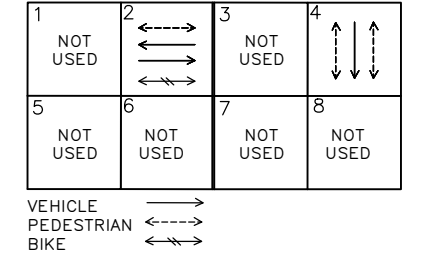 1
NOT
USED
2
3
NOT
USED
4
5
NOT
USED
6
NOT
USED
7
NOT
USED
8
NOT
USED
VEHICLE
PEDESTRIAN
BIKE